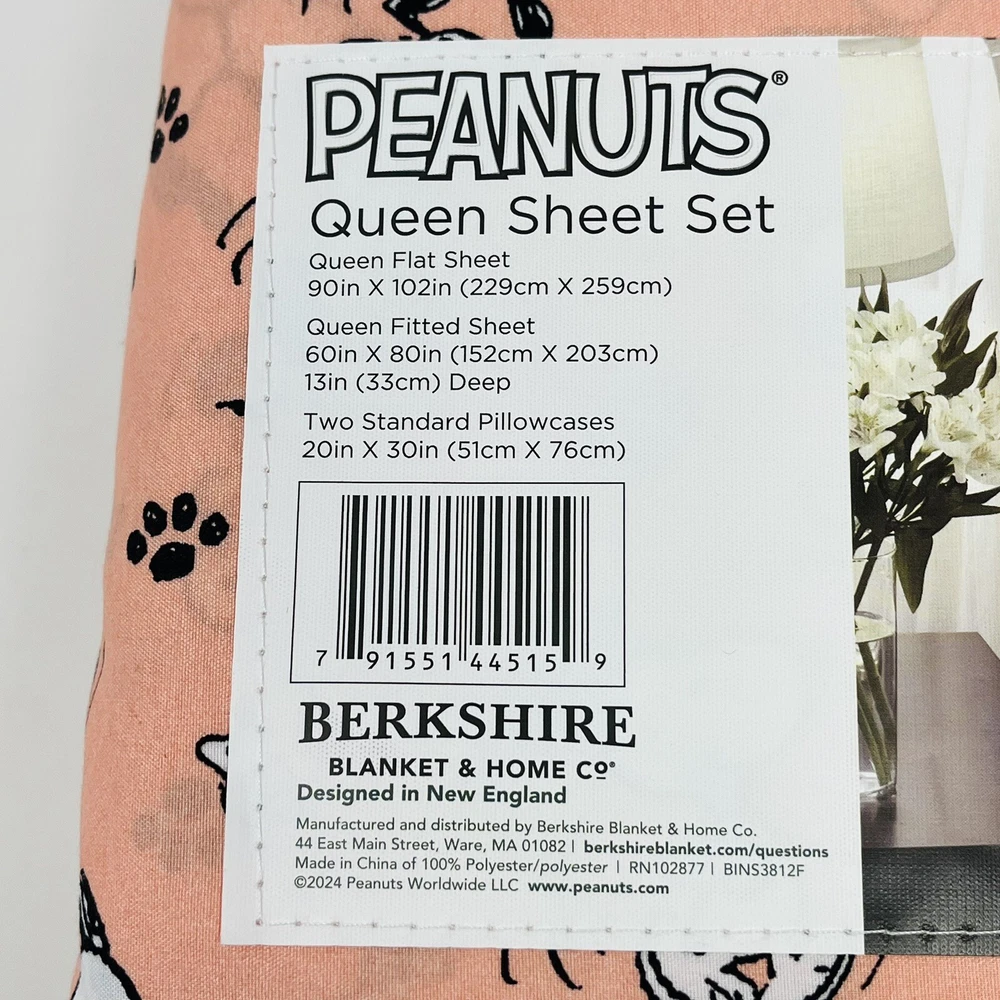 PEANUTS®
Queen Sheet Set
Queen Flat Sheet
90in X 102in (229cm X 259cm)
Queen Fitted Sheet
60in X 80in (152cm X 203cm)
13in (33cm) Deep
Two Standard Pillowcases
20in X 30in (51cm X 76cm)
7 91551 44515 9
BERKSHIRE
BLANKET & HOME Cº®
Designed in New England
Manufactured and distributed by Berkshire Blanket & Home Co.
44 East Main Street, Ware, MA 01082 | berkshireblanket.com/questions
Made in China of 100% Polyester/polyester | RN102877 | BINS3812F
©2024 Peanuts Worldwide LLC www.peanuts.com